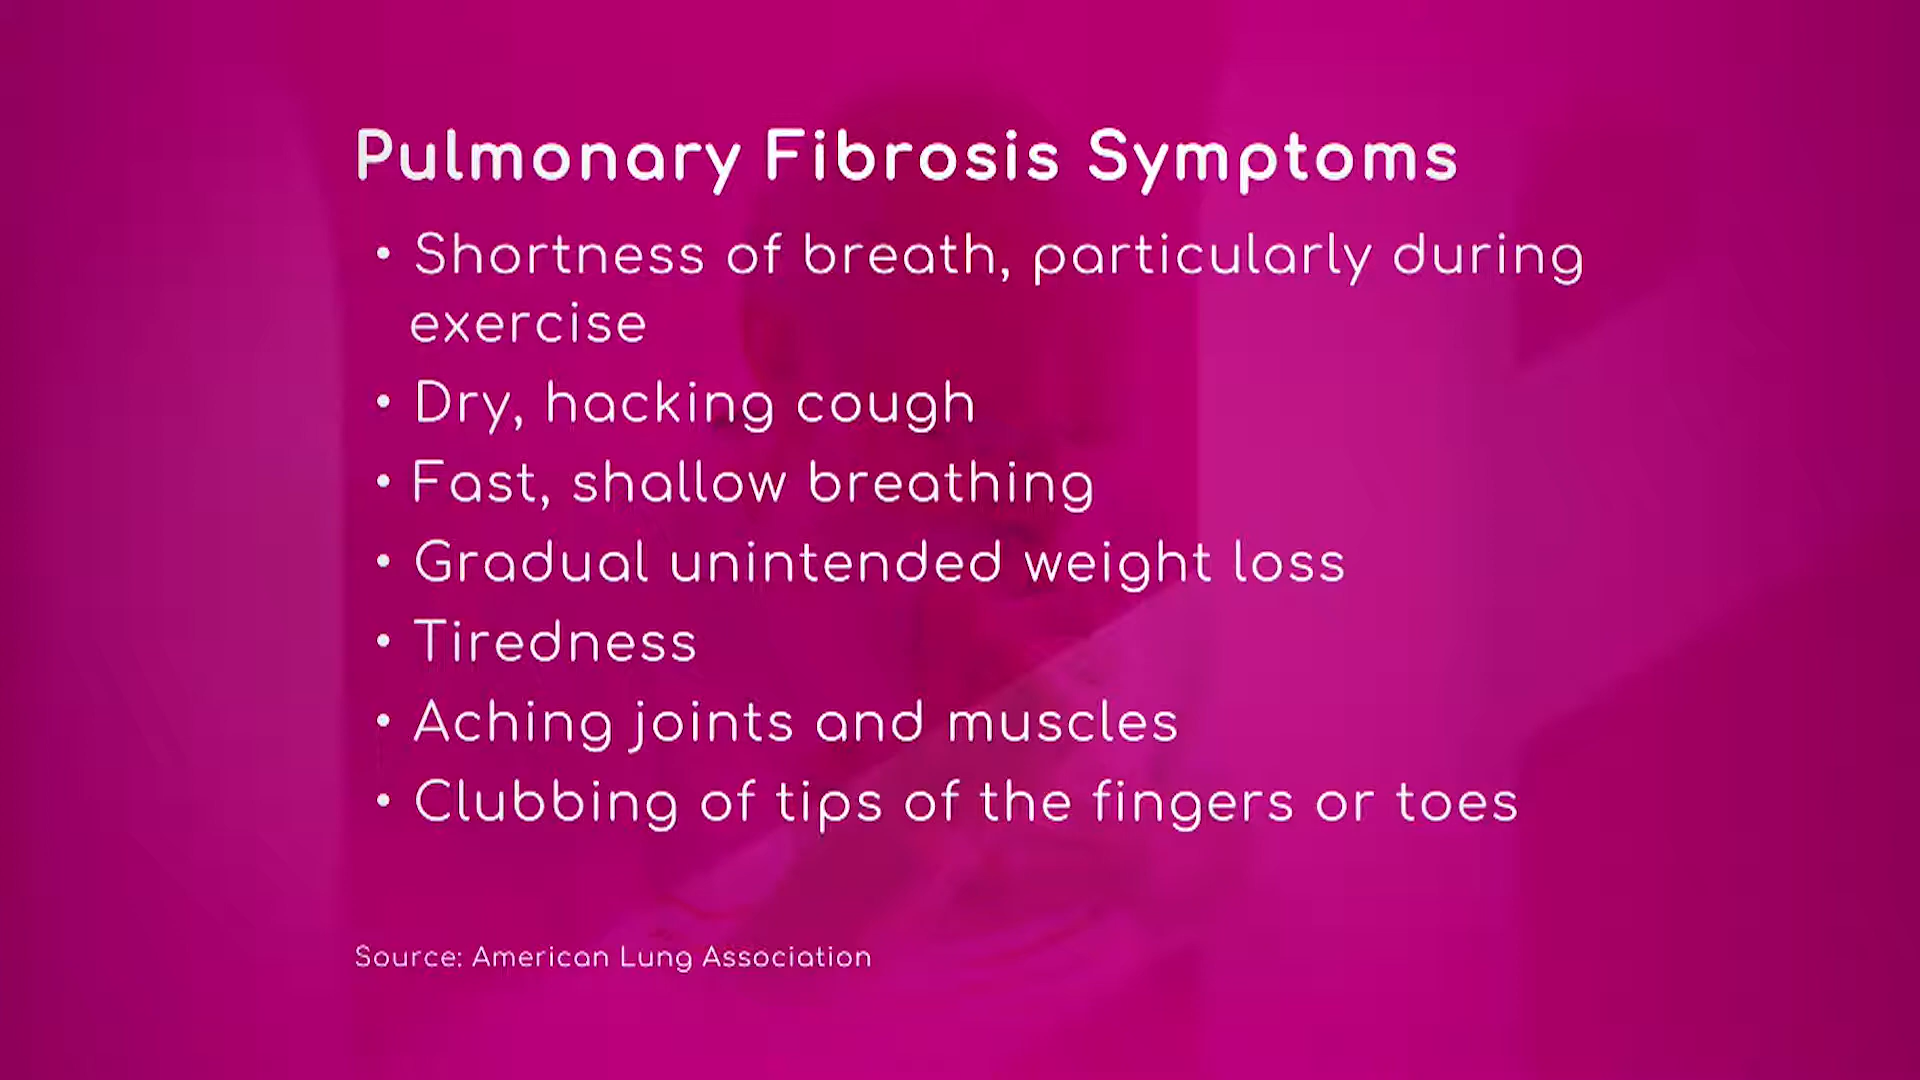 Pulmonary Fibrosis Symptoms
• Shortness of breath, particularly during
exercise
• Dry, hacking cough
• Fast, shallow breathing
• Gradual unintended weight loss
• Tiredness
• Aching joints and muscles
• Clubbing of tips of the fingers or toes
Source: American Lung Association